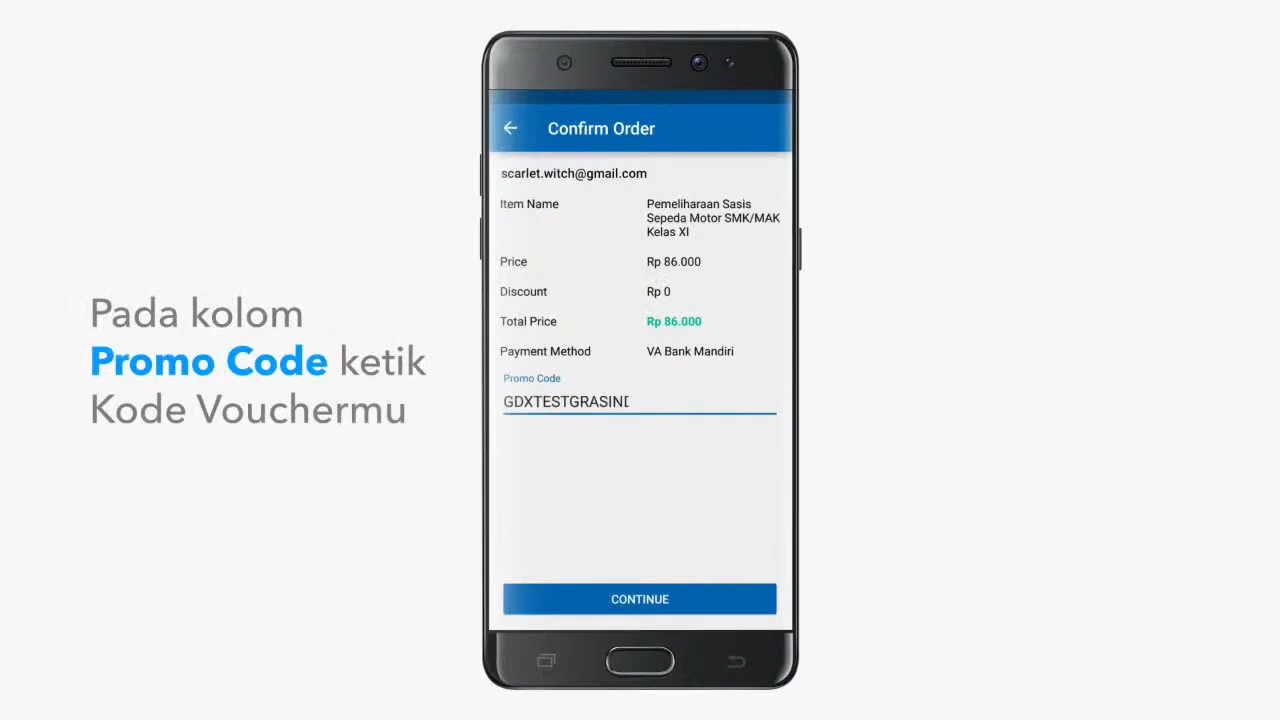 Pada kolom
Promo Code ketik
Kode Vouchermu
Confirm Order
scarlet.witch@gmail.com
Item Name
Pemeliharaan Sasis
Sepeda Motor SMK/MAK
Kelas XI
Price Rp 86.000
Discount Rp 0
Total Price Rp 86.000
Payment Method VA Bank Mandiri
Promo Code
GDXTESTGRASIND
CONTINUE